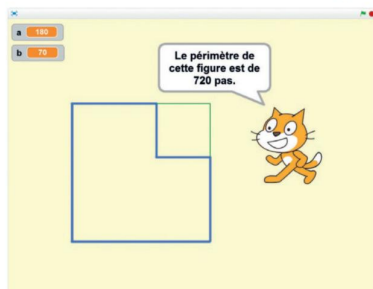 a 180
b 70
Le périmètre de
cette figure est de
720 pas.